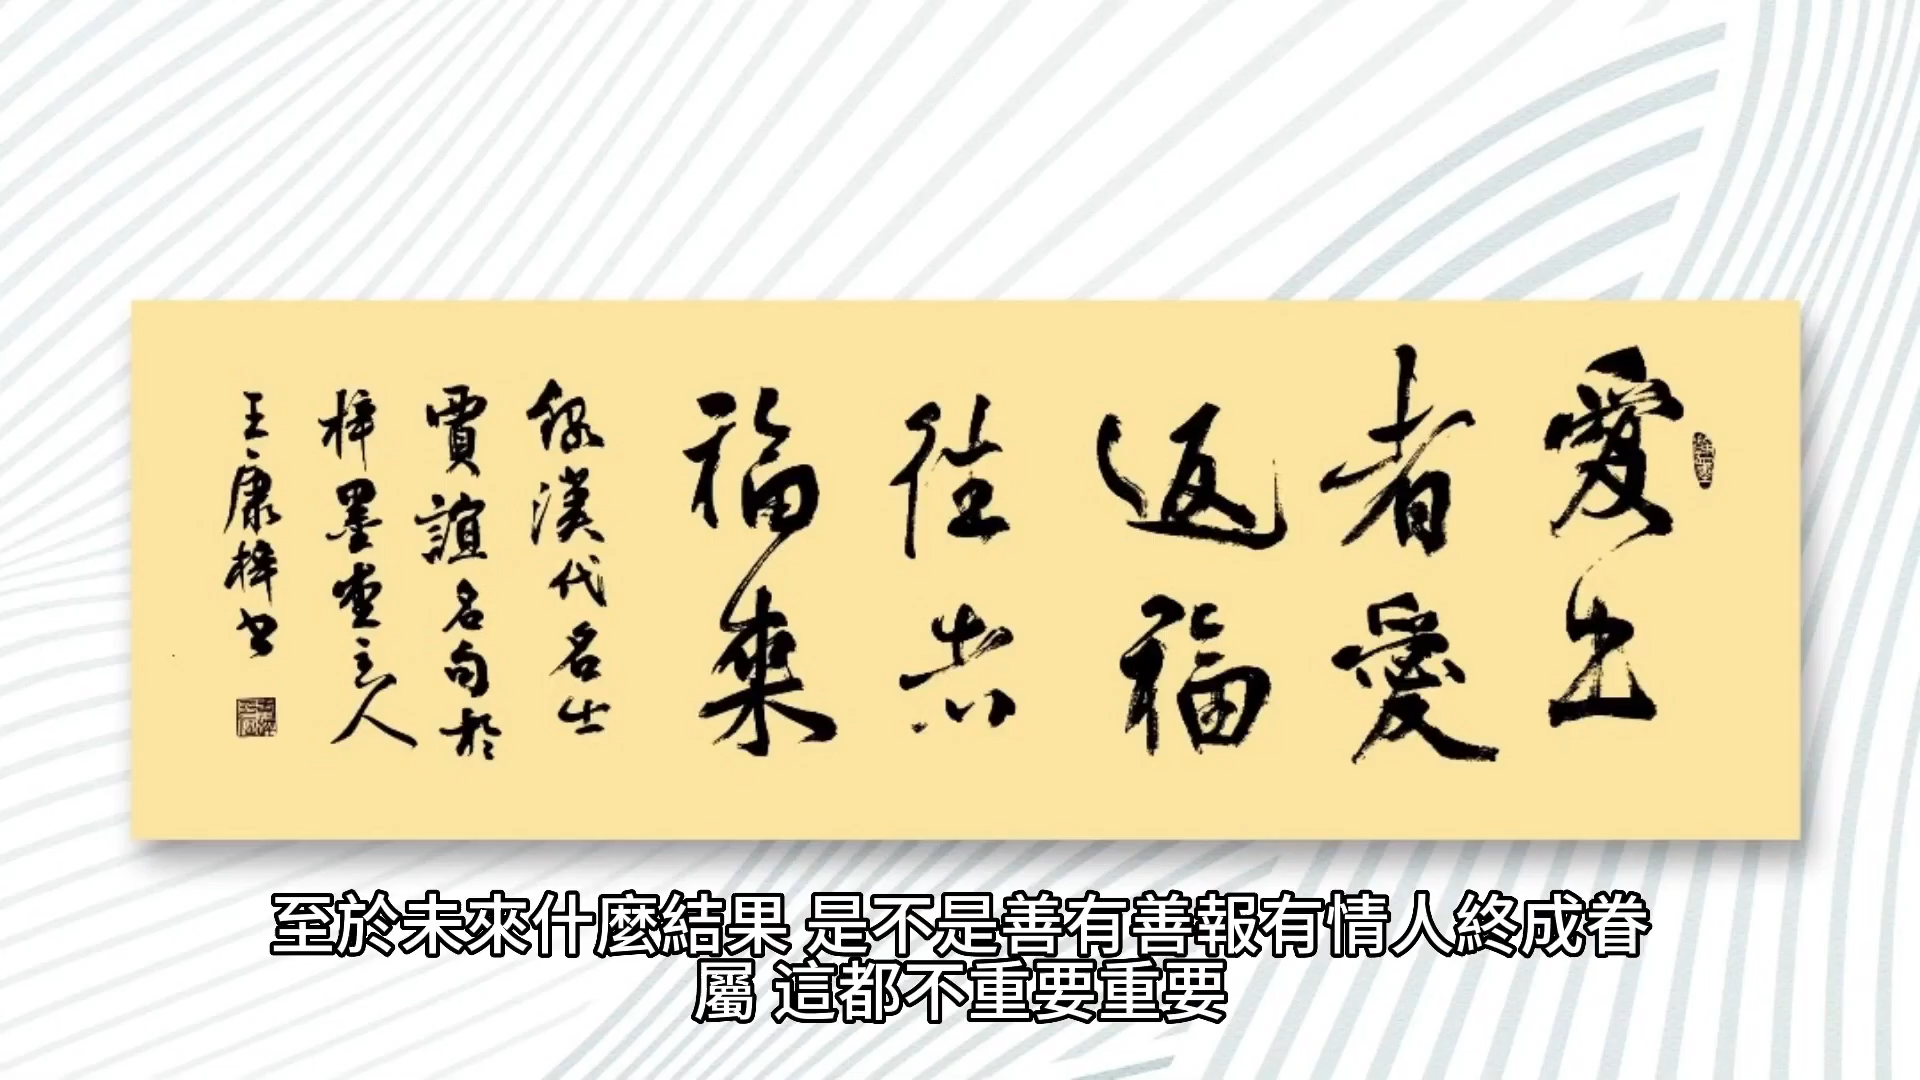 愛出
者愛
返福
往者
福來
錄漢代名士
賈誼名句於
梓墨堂主人
王康梓書
至於未來什麼結果 是不是善有善報有情人終成眷
屬 這都不重要重要